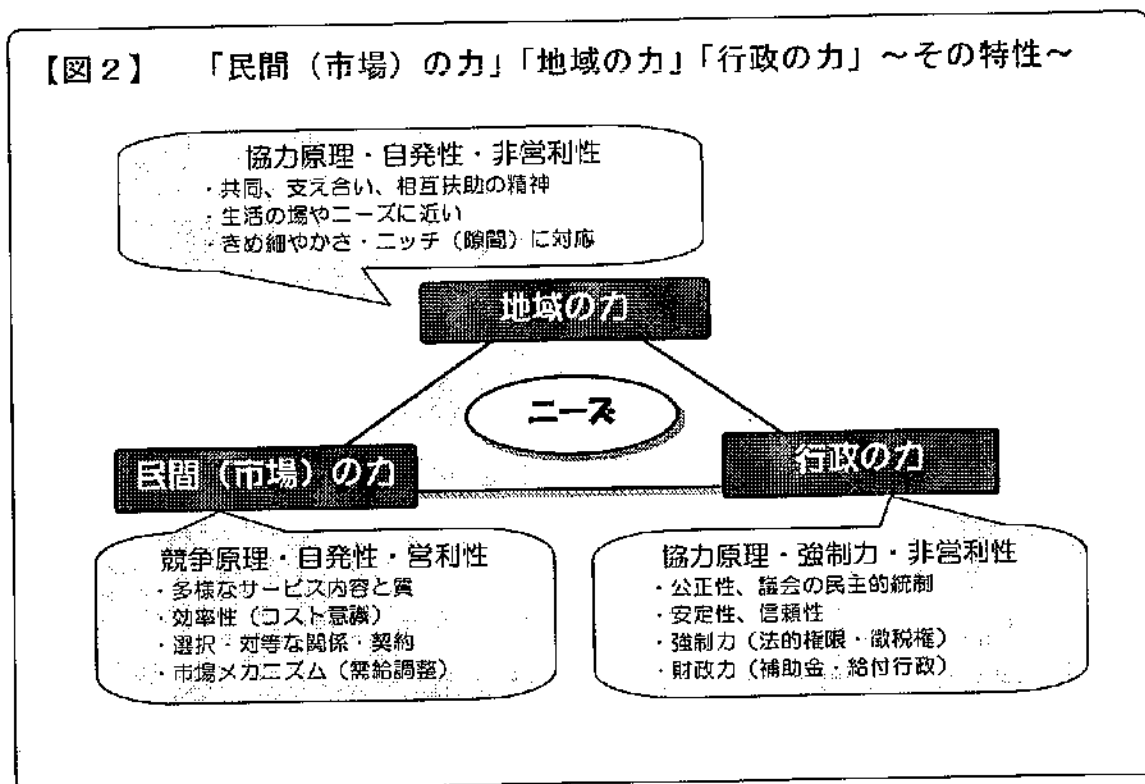 【図2】 「民間（市場）の力」「地域の力」「行政の力」～その特性～
協力原理・自発性・非営利性
・共同、支え合い、相互扶助の精神
・生活の場やニーズに近い
・きめ細やかさ・ニッチ（隙間）に対応
地域の力
ニーズ
民間（市場）の力
行政の力
競争原理・自発性・営利性
・多様なサービス内容と質
・効率性（コスト意識）
・選択・対等な関係・契約
・市場メカニズム（需給調整）
協力原理・強制力・非営利性
・公正性、議会の民主的統制
・安定性、信頼性
・強制力（法的権限・徴税権）
・財政力（補助金・給付行政）